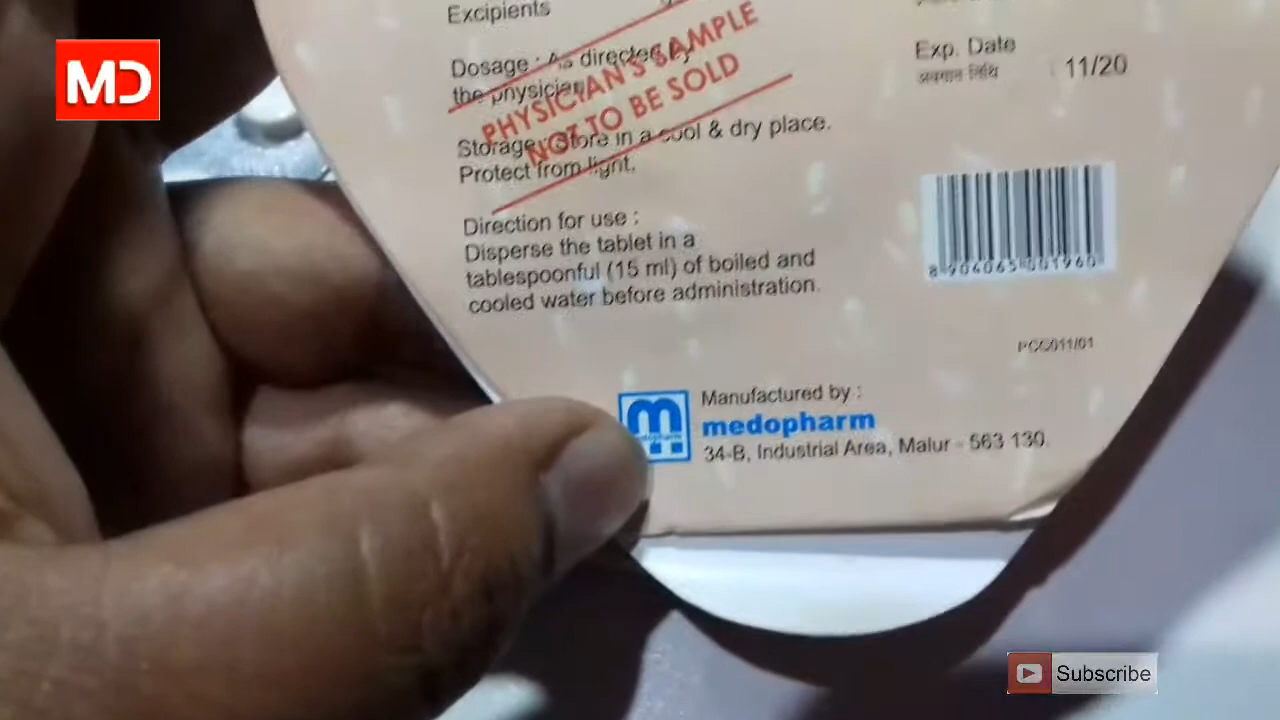 MD
Excipients
Dosage : As directed by
the physician
PHYSICIAN'S SAMPLE
NOT TO BE SOLD
Storage : Store in a cool & dry place.
Protect from light.
Direction for use :
Disperse the tablet in a
tablespoonful (15 ml) of boiled and
cooled water before administration.
Exp. Date
: 11/20
8 904065 001960
PCC011/01
Manufactured by :
medopharm
34-B, Industrial Area, Malur - 563 130.
Subscribe